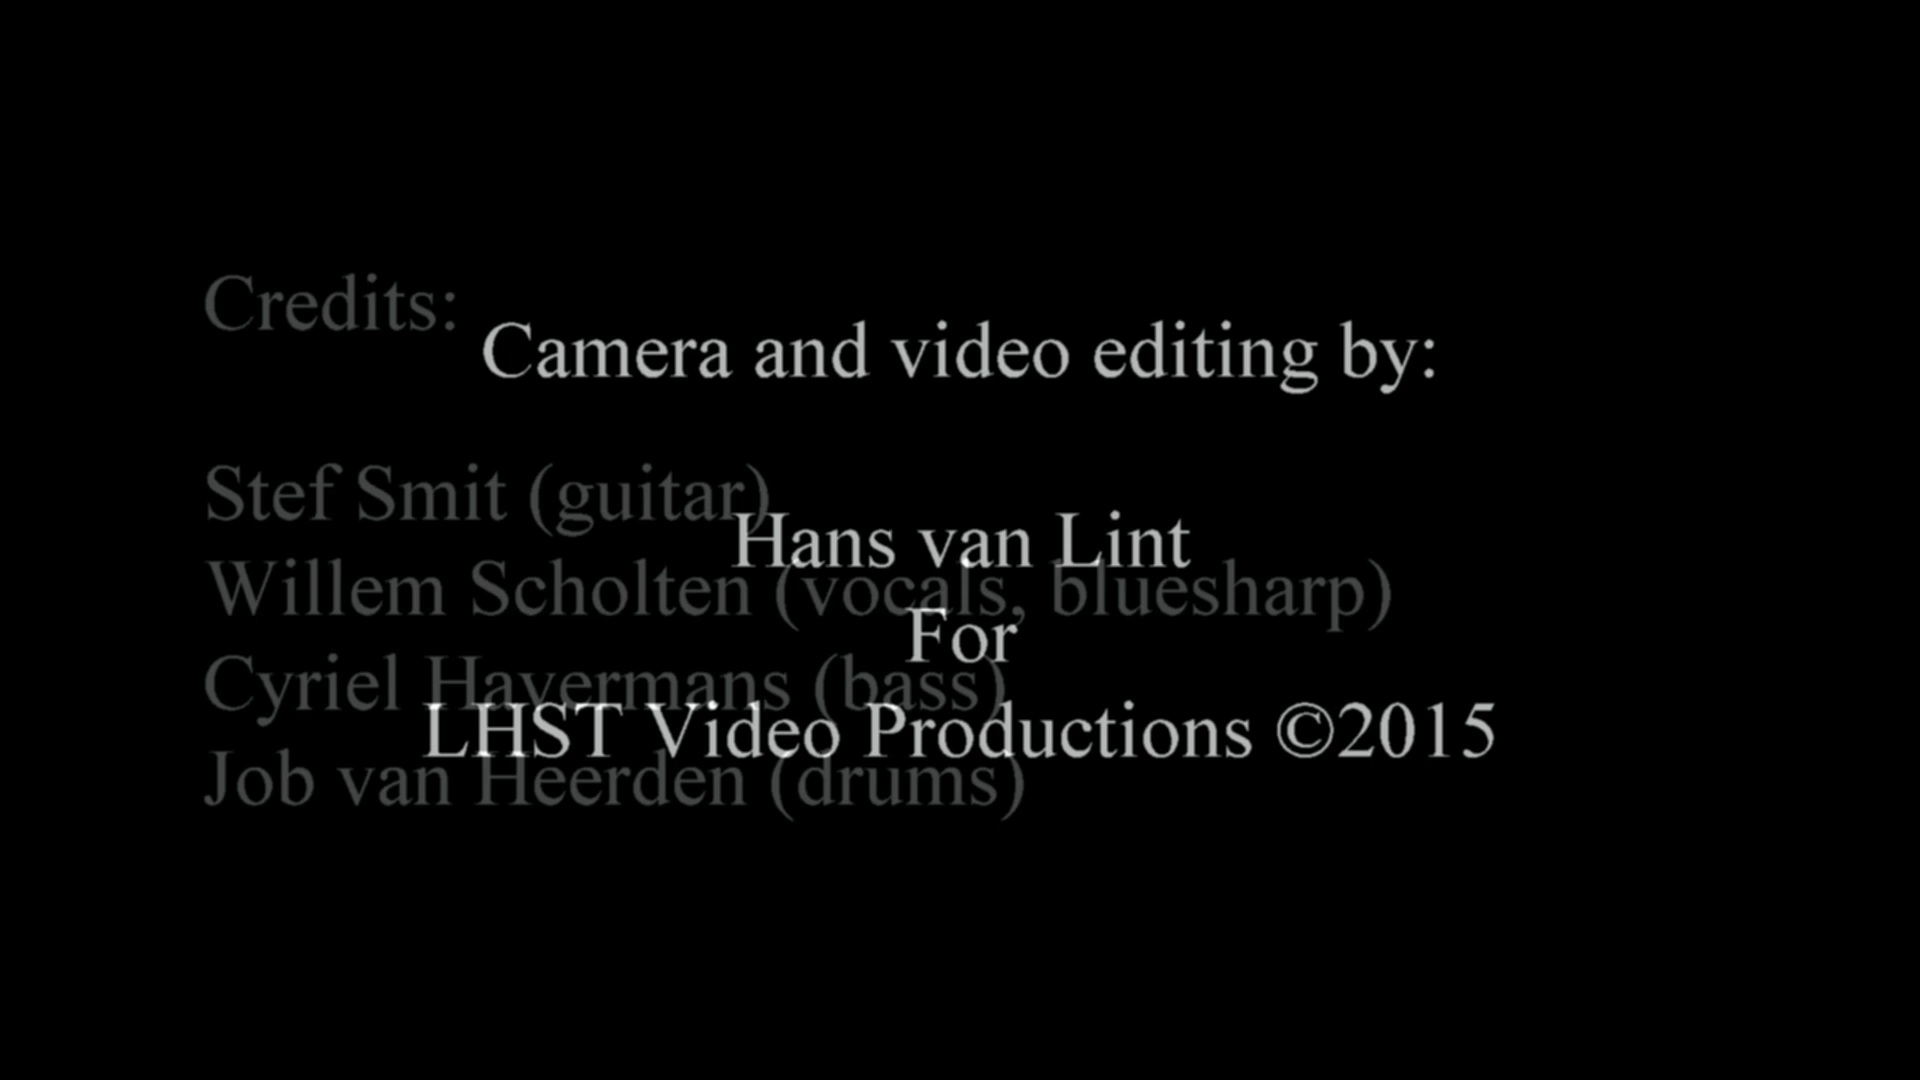 Credits:
Stef Smit (guitar)
Willem Scholten (vocals, bluesharp)
Cyriel Havermans (bass)
Job van Heerden (drums)
Camera and video editing by:
Hans van Lint
For
LHST Video Productions ©2015